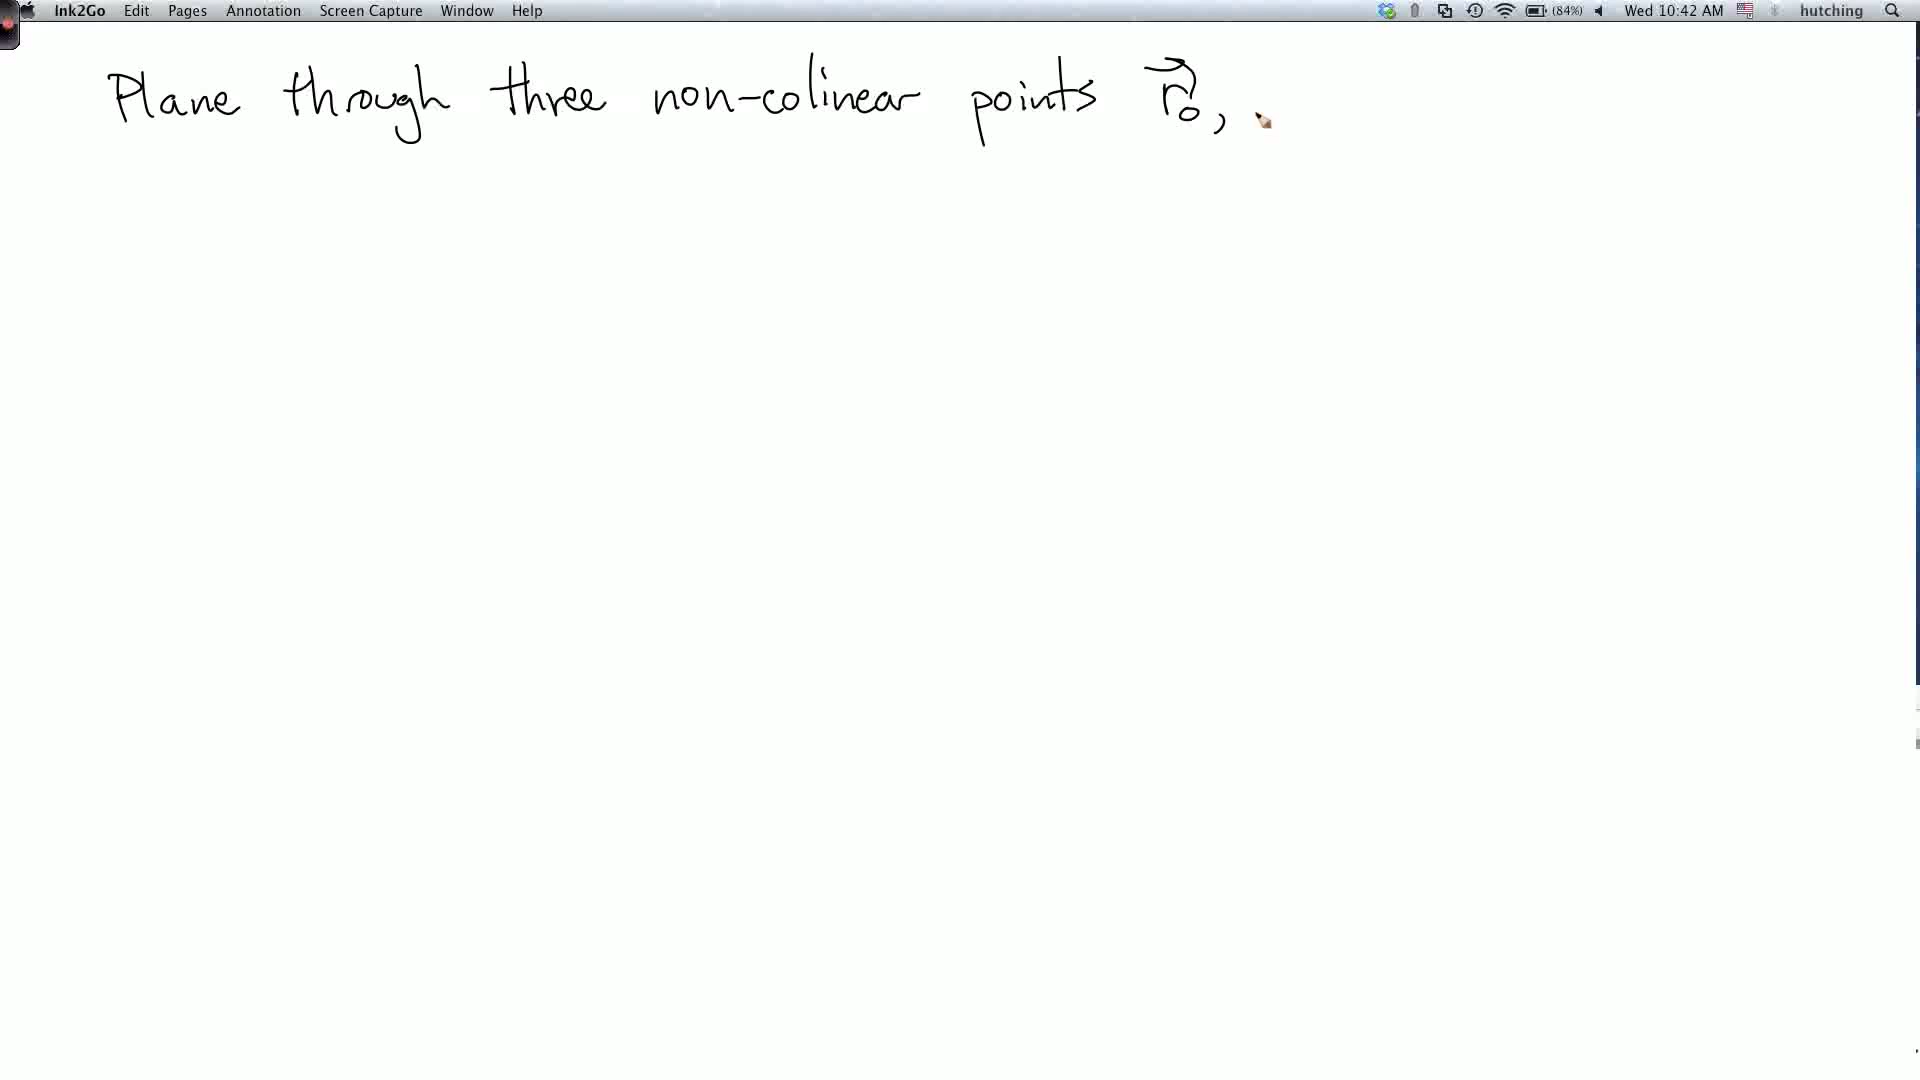 Ink2Go Edit Pages Annotation Screen Capture Window Help (84%) Wed 10:42 AM hutching
Plane through three non-colinear points r⃗₀,